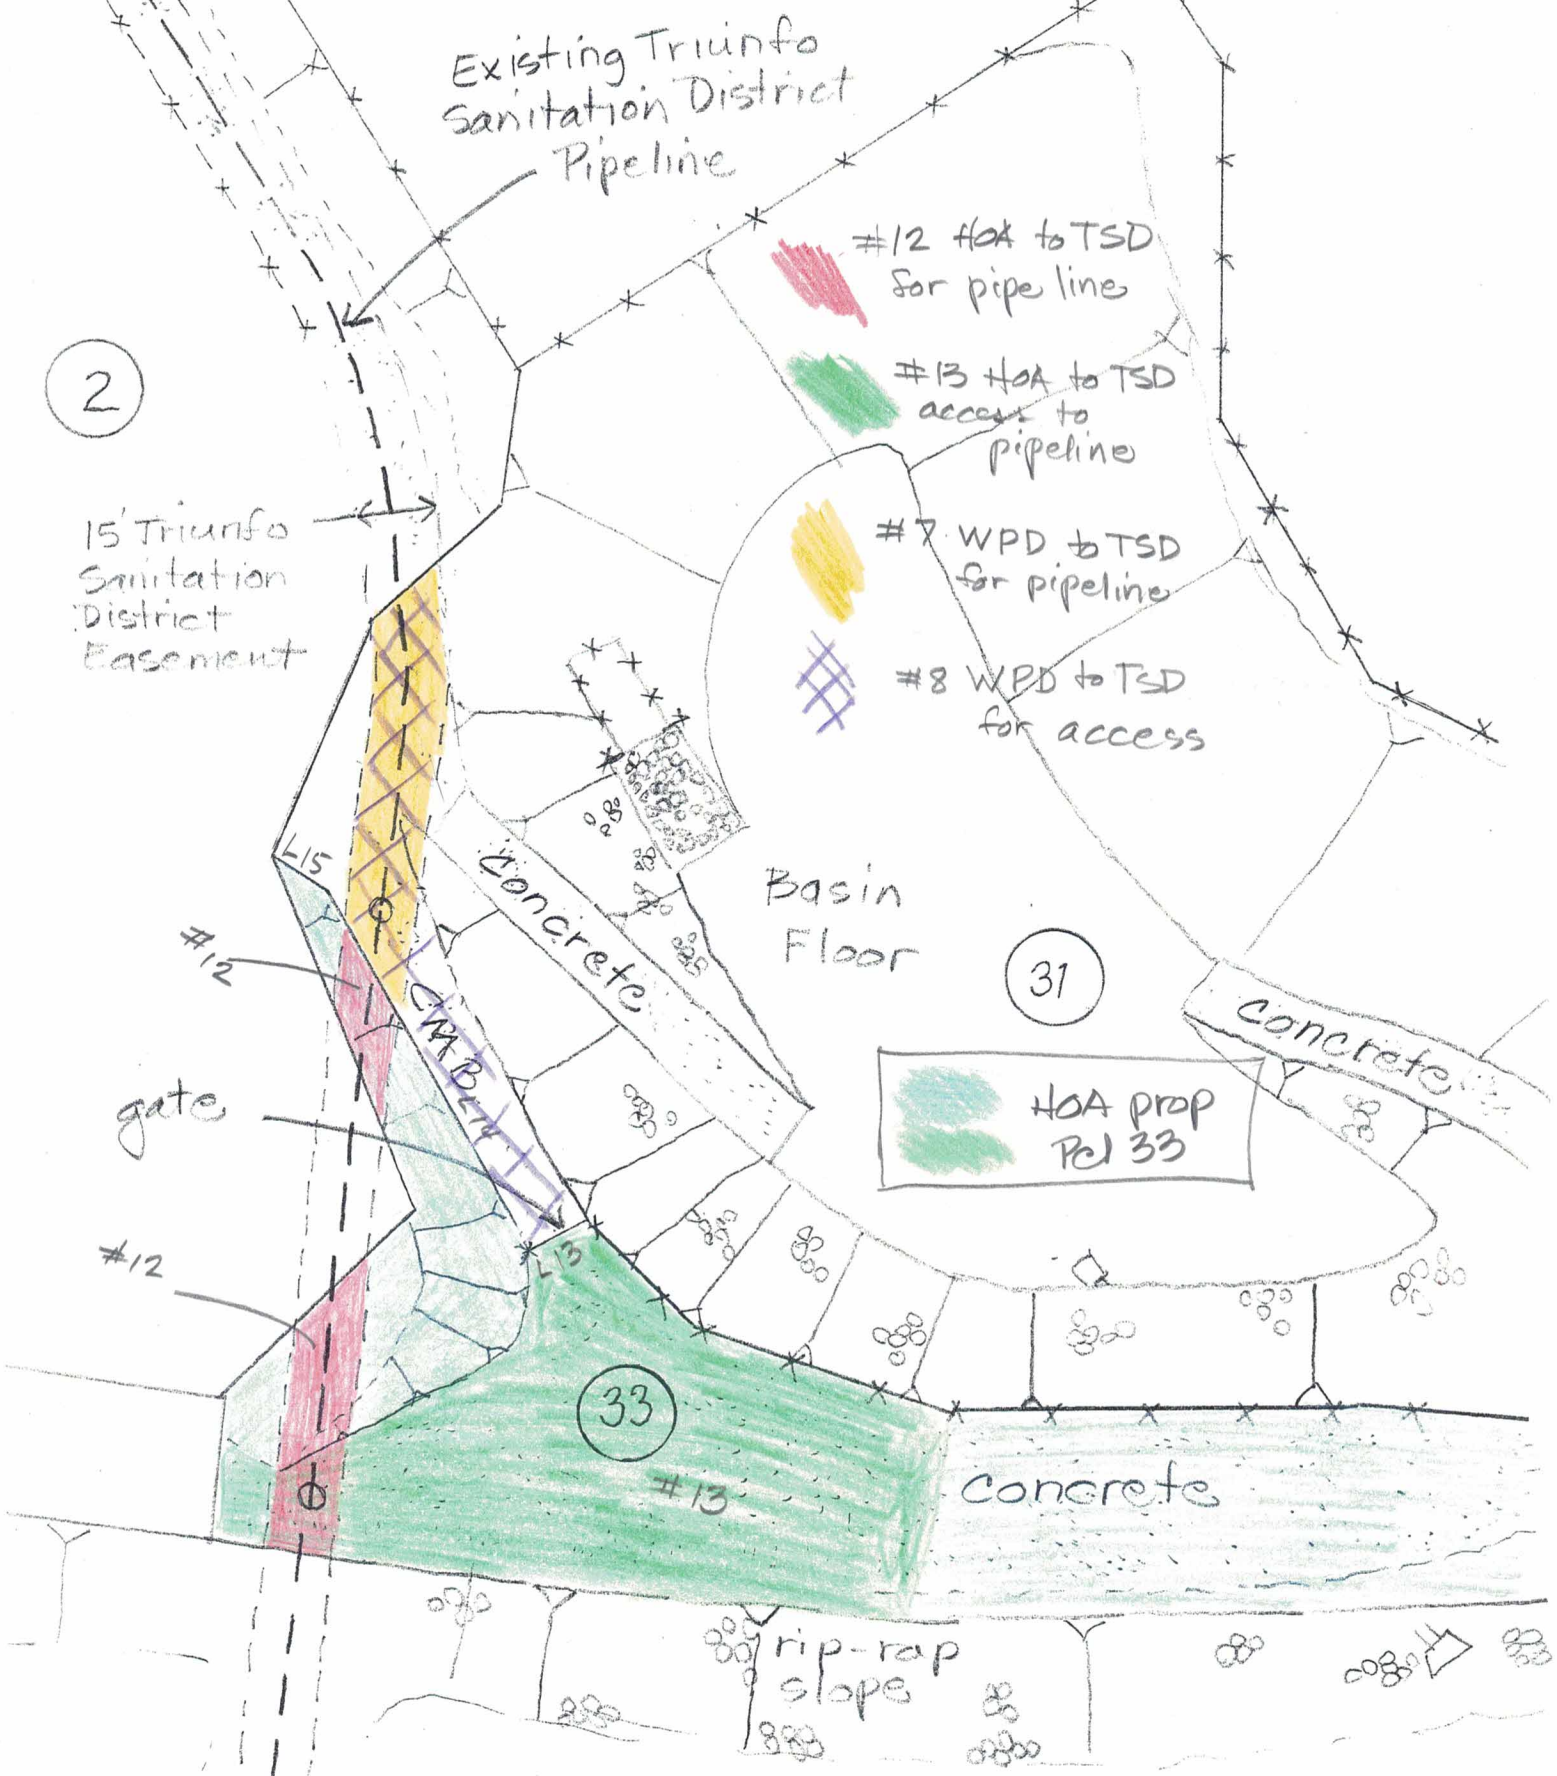 Existing Triunfo
Sanitation District
Pipeline
#12 HOA to TSD
for pipe line
#13 HOA to TSD
access to
pipeline
2
15' Triunfo
Sanitation
District
Easement
#7 WPD to TSD
for pipeline
#8 WPD to TSD
for access
L15
Concrete
Basin
Floor
31
#12
CMB
L14
Concrete
gate
HOA prop
Pcl 33
L13
#12
33
#13
Concrete
rip-rap
slope